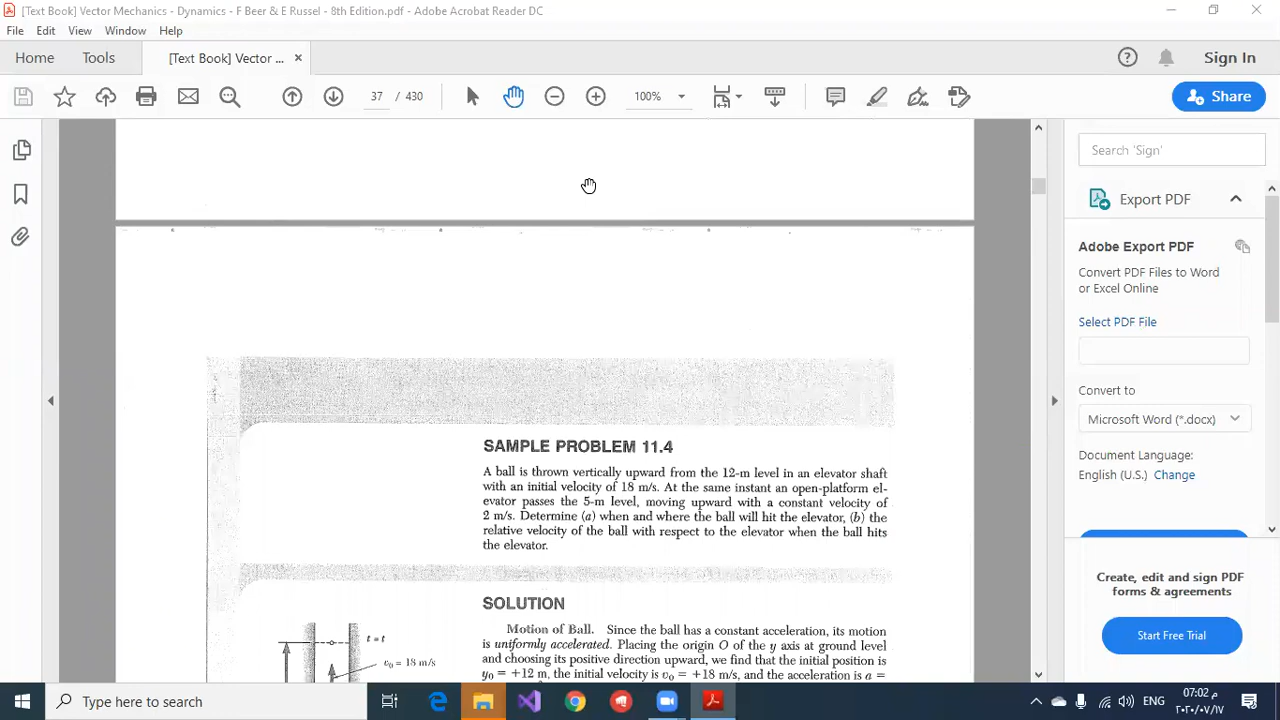 [Text Book] Vector Mechanics - Dynamics - F Beer & E Russel - 8th Edition.pdf - Adobe Acrobat Reader DC
File Edit View Window Help
Home Tools [Text Book] Vector ... ×
Sign In
37 / 430
100%
Share
Search 'Sign'
Export PDF
Adobe Export PDF
Convert PDF Files to Word
or Excel Online
Select PDF File
Convert to
Microsoft Word (*.docx)
Document Language:
English (U.S.) Change
Create, edit and sign PDF
forms & agreements
Start Free Trial
SAMPLE PROBLEM 11.4
A ball is thrown vertically upward from the 12-m level in an elevator shaft
with an initial velocity of 18 m/s. At the same instant an open-platform el-
evator passes the 5-m level, moving upward with a constant velocity of
2 m/s. Determine (a) when and where the ball will hit the elevator, (b) the
relative velocity of the ball with respect to the elevator when the ball hits
the elevator.
SOLUTION
Motion of Ball. Since the ball has a constant acceleration, its motion
is uniformly accelerated. Placing the origin O of the y axis at ground level
and choosing its positive direction upward, we find that the initial position is
y₀ = +12 m, the initial velocity is v₀ = +18 m/s, and the acceleration is a =
t = t
v₀ = 18 m/s
Type here to search
ENG
07:02 م
٢٠٢٠/٠٧/١٧